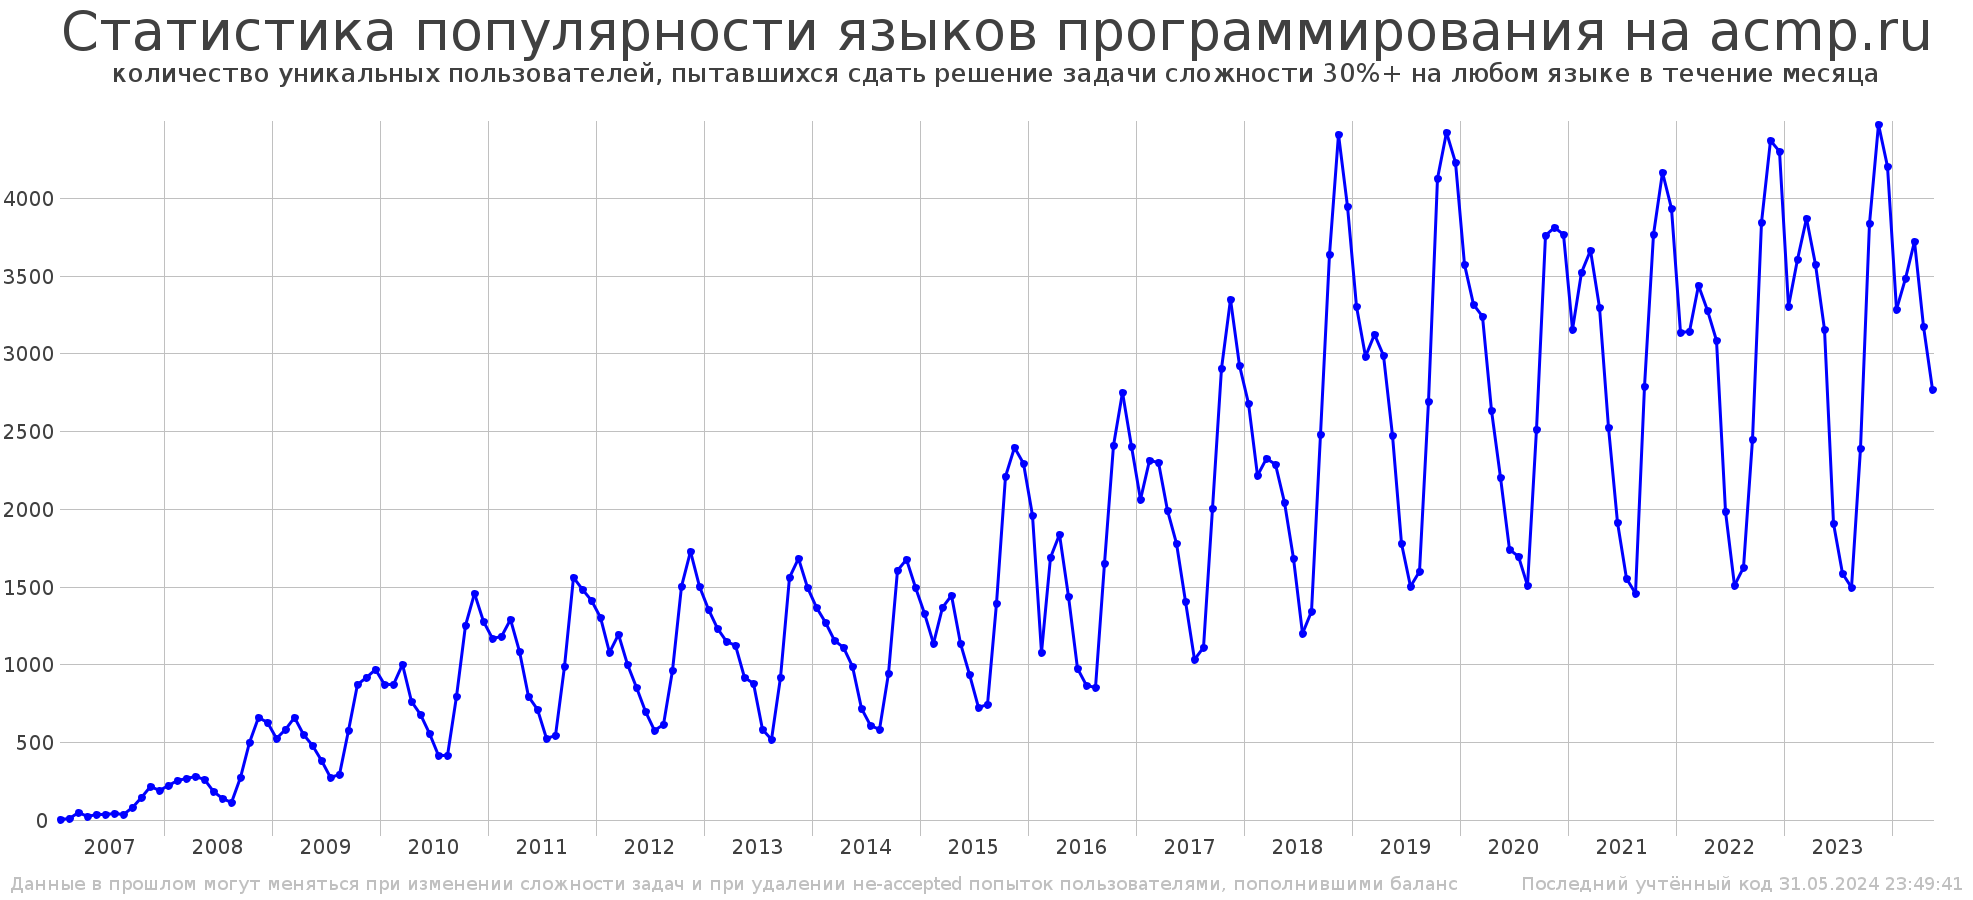 Статистика популярности языков программирования на acmp.ru
количество уникальных пользователей, пытавшихся сдать решение задачи сложности 30%+ на любом языке в течение месяца
4000
3500
3000
2500
2000
1500
1000
500
0
2007 2008 2009 2010 2011 2012 2013 2014 2015 2016 2017 2018 2019 2020 2021 2022 2023
Данные в прошлом могут меняться при изменении сложности задач и при удалении не-accepted попыток пользователями, пополнившими баланс Последний учтённый код 31.05.2024 23:49:41